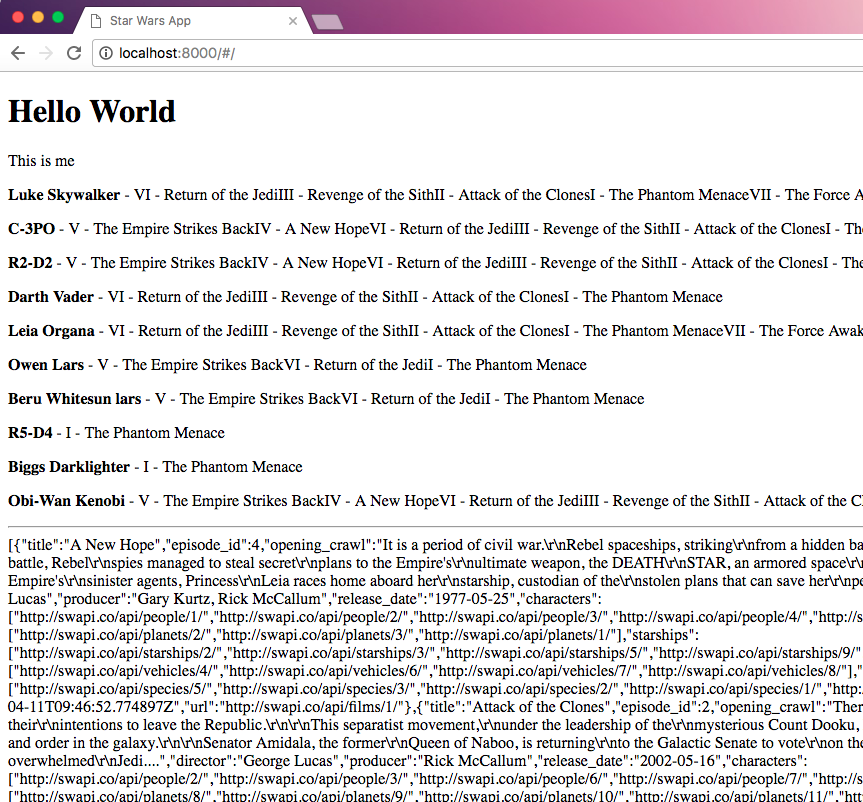 Star Wars App
localhost:8000/#/
Hello World
This is me
Luke Skywalker - VI - Return of the JediIII - Revenge of the SithII - Attack of the ClonesI - The Phantom MenaceVII - The Force A
C-3PO - V - The Empire Strikes BackIV - A New HopeVI - Return of the JediIII - Revenge of the SithII - Attack of the ClonesI - The
R2-D2 - V - The Empire Strikes BackIV - A New HopeVI - Return of the JediIII - Revenge of the SithII - Attack of the ClonesI - The
Darth Vader - VI - Return of the JediIII - Revenge of the SithII - Attack of the ClonesI - The Phantom Menace
Leia Organa - VI - Return of the JediIII - Revenge of the SithII - Attack of the ClonesI - The Phantom MenaceVII - The Force Awak
Owen Lars - V - The Empire Strikes BackVI - Return of the JediI - The Phantom Menace
Beru Whitesun lars - V - The Empire Strikes BackVI - Return of the JediI - The Phantom Menace
R5-D4 - I - The Phantom Menace
Biggs Darklighter - I - The Phantom Menace
Obi-Wan Kenobi - V - The Empire Strikes BackIV - A New HopeVI - Return of the JediIII - Revenge of the SithII - Attack of the C
[{"title":"A New Hope","episode_id":4,"opening_crawl":"It is a period of civil war.\r\nRebel spaceships, striking\r\nfrom a hidden ba
battle, Rebel\r\nspies managed to steal secret\r\nplans to the Empire's\r\nultimate weapon, the DEATH\r\nSTAR, an armored space\r\
Empire's\r\nsinister agents, Princess\r\nLeia races home aboard her\r\nstarship, custodian of the\r\nstolen plans that can save her\r\npe
Lucas","producer":"Gary Kurtz, Rick McCallum","release_date":"1977-05-25","characters":
["http://swapi.co/api/people/1/","http://swapi.co/api/people/2/","http://swapi.co/api/people/3/","http://swapi.co/api/people/4/","http://s
["http://swapi.co/api/planets/2/","http://swapi.co/api/planets/3/","http://swapi.co/api/planets/1/"],"starships":
["http://swapi.co/api/starships/2/","http://swapi.co/api/starships/3/","http://swapi.co/api/starships/5/","http://swapi.co/api/starships/9/"
["http://swapi.co/api/vehicles/4/","http://swapi.co/api/vehicles/6/","http://swapi.co/api/vehicles/7/","http://swapi.co/api/vehicles/8/"],"
["http://swapi.co/api/species/5/","http://swapi.co/api/species/3/","http://swapi.co/api/species/2/","http://swapi.co/api/species/1/","http
04-11T09:46:52.774897Z","url":"http://swapi.co/api/films/1/"},{"title":"Attack of the Clones","episode_id":2,"opening_crawl":"Ther
their\r\nintentions to leave the Republic.\r\n\r\nThis separatist movement,\r\nunder the leadership of the\r\nmysterious Count Dooku,
and order in the galaxy.\r\n\r\nSenator Amidala, the former\r\nQueen of Naboo, is returning\r\nto the Galactic Senate to vote\r\non the
overwhelmed\r\nJedi....","director":"George Lucas","producer":"Rick McCallum","release_date":"2002-05-16","characters":
["http://swapi.co/api/people/2/","http://swapi.co/api/people/3/","http://swapi.co/api/people/6/","http://swapi.co/api/people/7/","http://s
["http://swapi.co/api/planets/8/","http://swapi.co/api/planets/9/","http://swapi.co/api/planets/10/","http://swapi.co/api/planets/11/","ht